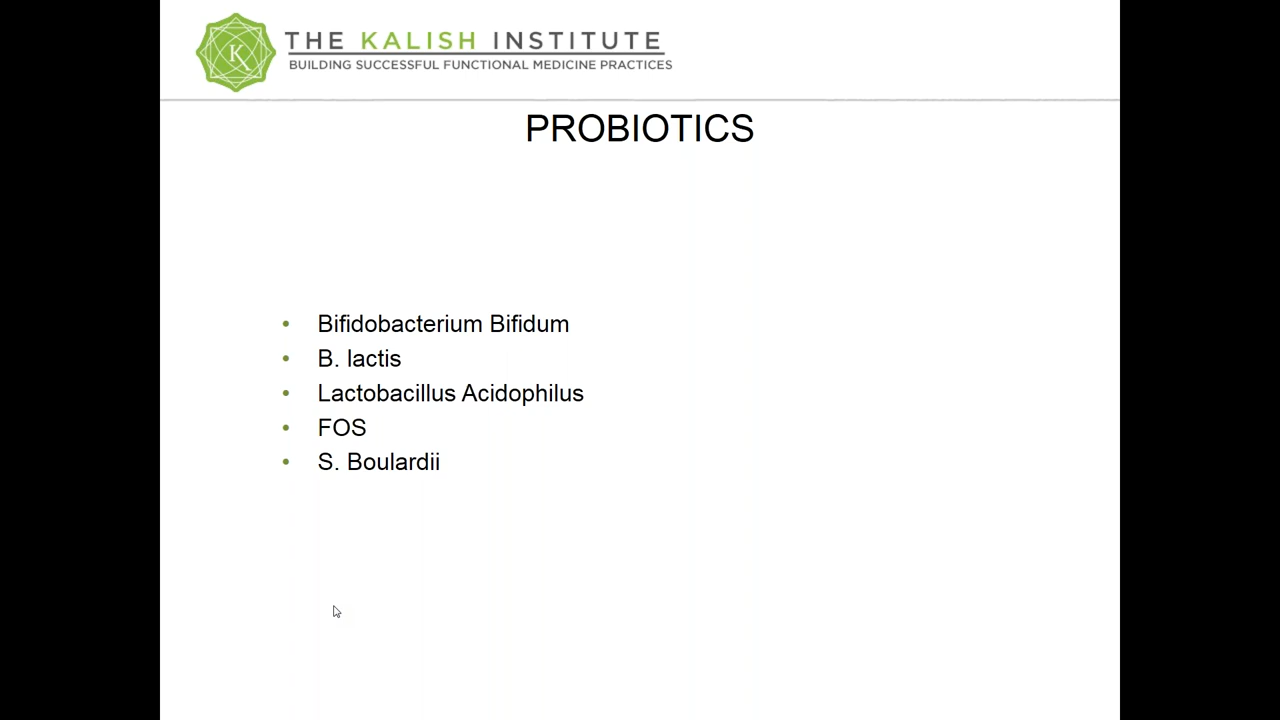 THE KALISH INSTITUTE
BUILDING SUCCESSFUL FUNCTIONAL MEDICINE PRACTICES
K
PROBIOTICS
• Bifidobacterium Bifidum
• B. lactis
• Lactobacillus Acidophilus
• FOS
• S. Boulardii